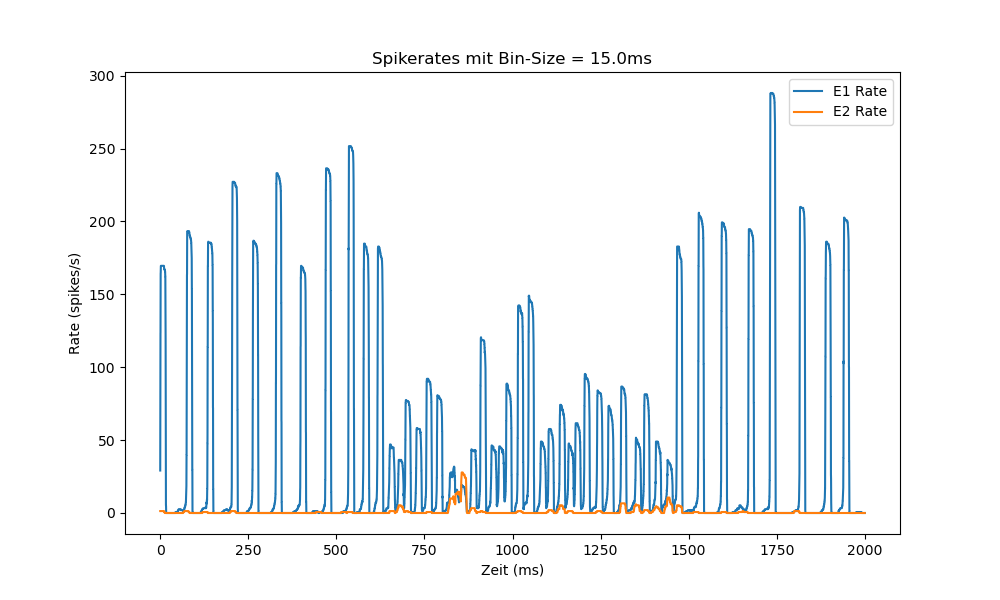 Spikerates mit Bin-Size = 15.0ms
300
250
200
150
100
50
0
Rate (spikes/s)
E1 Rate
E2 Rate
0 250 500 750 1000 1250 1500 1750 2000
Zeit (ms)